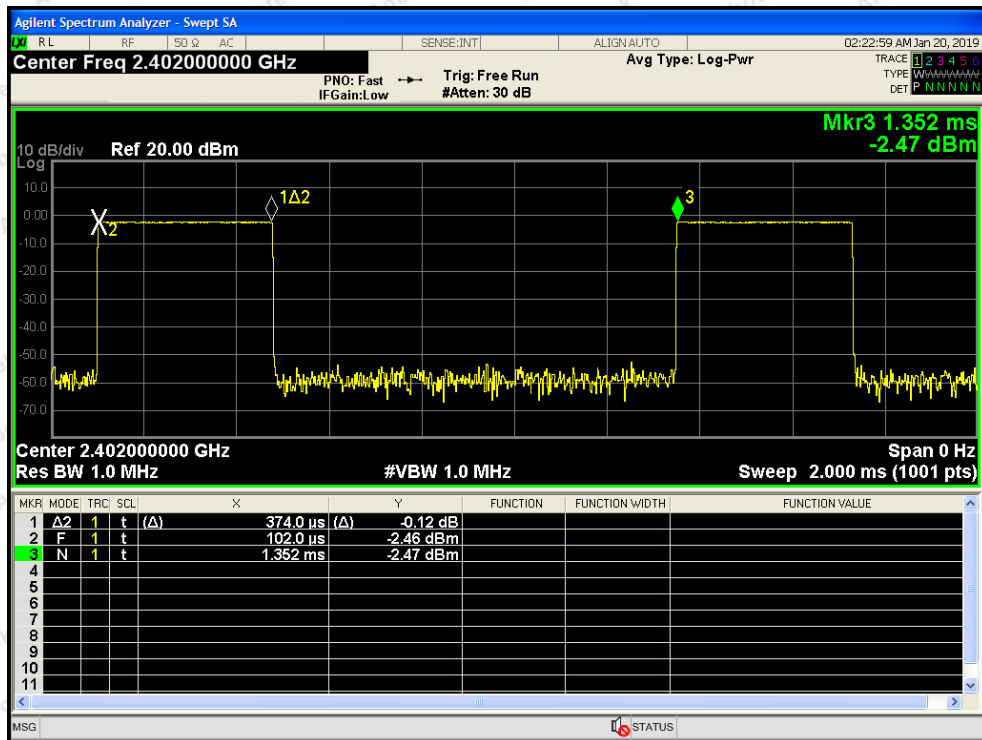 Agilent Spectrum Analyzer - Swept SA
LXI RL RF 50 Ω AC SENSE:INT ALIGNAUTO 02:22:59 AM Jan 20, 2019
Center Freq 2.402000000 GHz Avg Type: Log-Pwr TRACE 1 2 3 4 5 6
PNO: Fast Trig: Free Run TYPE WWWWWW
IFGain:Low #Atten: 30 dB DET P N N N N N
Mkr3 1.352 ms
10 dB/div Ref 20.00 dBm -2.47 dBm
Log
10.0
1Δ2 3
0.00
2
-10.0
-20.0
-30.0
-40.0
-50.0
-60.0
-70.0
Center 2.402000000 GHz Span 0 Hz
Res BW 1.0 MHz #VBW 1.0 MHz Sweep 2.000 ms (1001 pts)
MKR MODE TRC SCL X Y FUNCTION FUNCTION WIDTH FUNCTION VALUE
1 Δ2 1 t (Δ) 374.0 µs (Δ) -0.12 dB
2 F 1 t 102.0 µs -2.46 dBm
3 N 1 t 1.352 ms -2.47 dBm
4
5
6
7
8
9
10
11
MSG STATUS